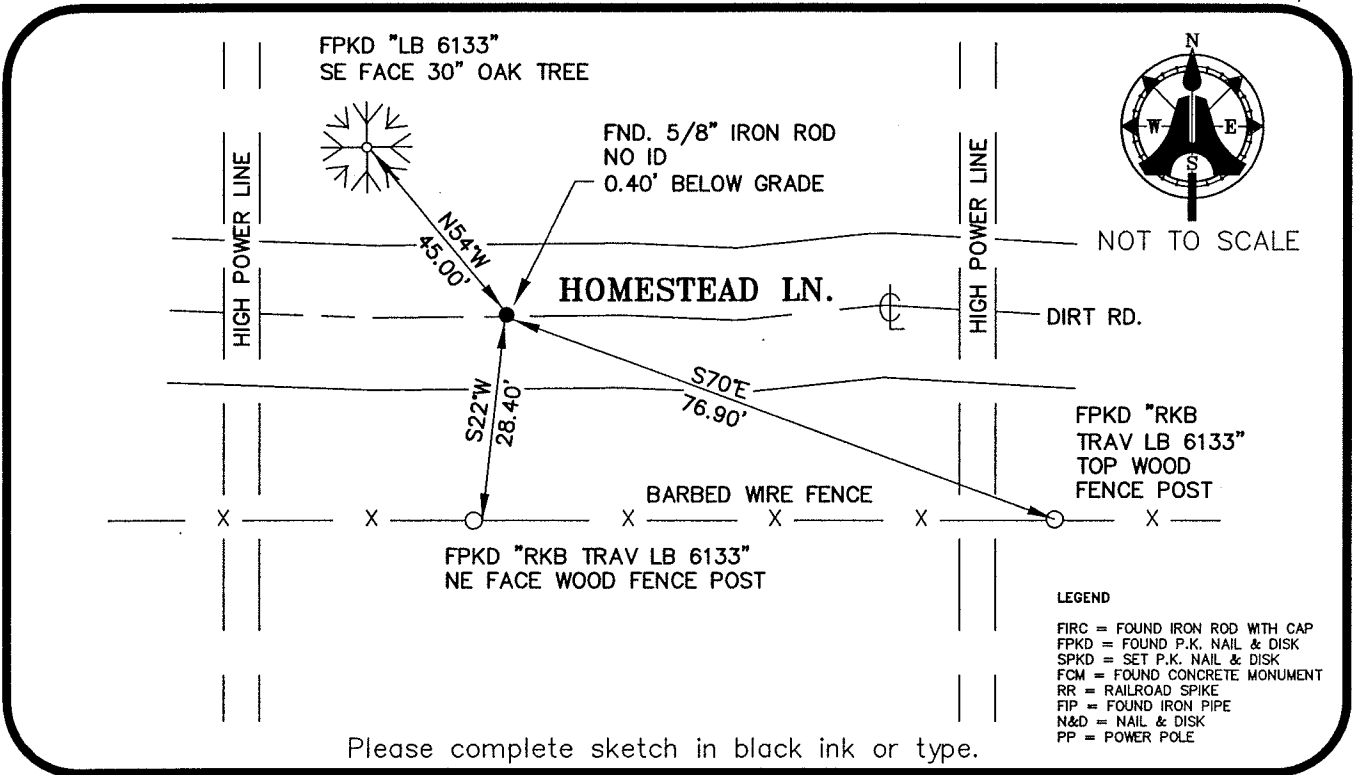 FPKD "LB 6133"
SE FACE 30" OAK TREE
N
W
E
S
FND. 5/8" IRON ROD
NO ID
0.40' BELOW GRADE
HIGH POWER LINE
HIGH POWER LINE
N54°W
45.00'
NOT TO SCALE
HOMESTEAD LN.
℄
DIRT RD.
S22°W
28.40'
S70°E
76.90'
FPKD "RKB
TRAV LB 6133"
TOP WOOD
FENCE POST
BARBED WIRE FENCE
X X X X X X
FPKD "RKB TRAV LB 6133"
NE FACE WOOD FENCE POST
LEGEND
FIRC = FOUND IRON ROD WITH CAP
FPKD = FOUND P.K. NAIL & DISK
SPKD = SET P.K. NAIL & DISK
FCM = FOUND CONCRETE MONUMENT
RR = RAILROAD SPIKE
FIP = FOUND IRON PIPE
N&D = NAIL & DISK
PP = POWER POLE
Please complete sketch in black ink or type.